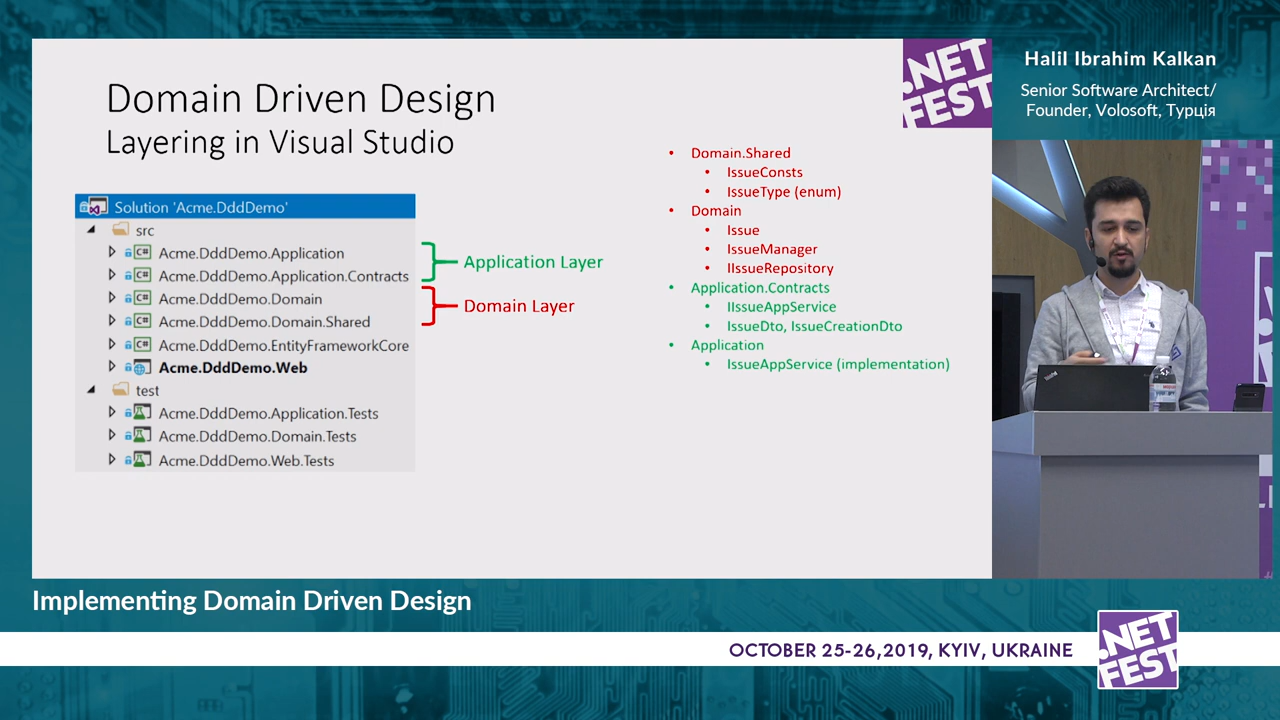 Domain Driven Design
Layering in Visual Studio
Solution 'Acme.DddDemo'
src
Acme.DddDemo.Application
Acme.DddDemo.Application.Contracts
Acme.DddDemo.Domain
Acme.DddDemo.Domain.Shared
Acme.DddDemo.EntityFrameworkCore
Acme.DddDemo.Web
test
Acme.DddDemo.Application.Tests
Acme.DddDemo.Domain.Tests
Acme.DddDemo.Web.Tests
Application Layer
Domain Layer
• Domain.Shared
• IssueConsts
• IssueType (enum)
• Domain
• Issue
• IssueManager
• IIssueRepository
• Application.Contracts
• IIssueAppService
• IssueDto, IssueCreationDto
• Application
• IssueAppService (implementation)
.NET
FEST
Halil Ibrahim Kalkan
Senior Software Architect/
Founder, Volosoft, Турція
Implementing Domain Driven Design
OCTOBER 25-26,2019, KYIV, UKRAINE
.NET
FEST